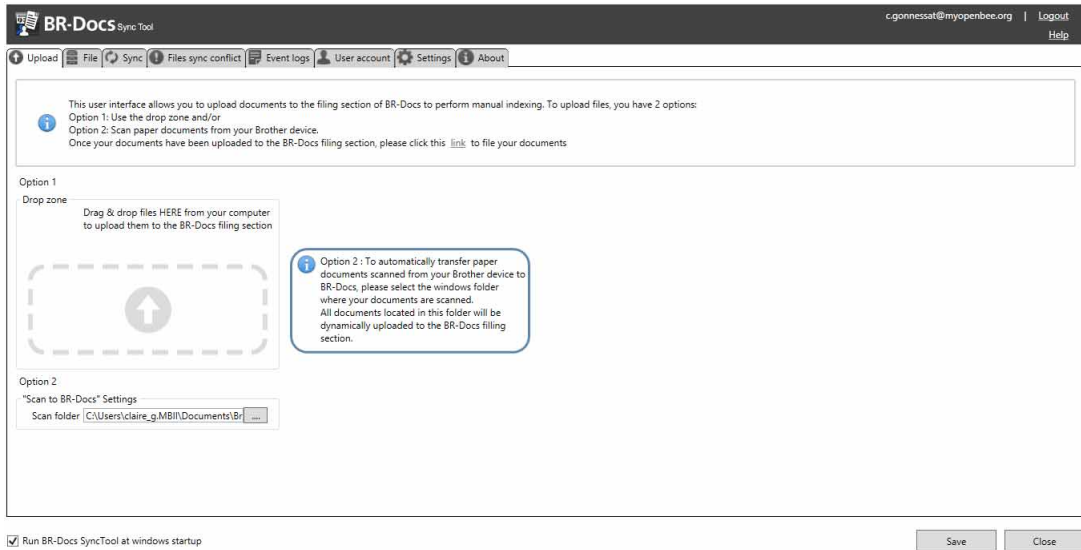 BR-Docs Sync Tool
c.gonnessat@myopenbee.org | Logout
Help
Upload File Sync Files sync conflict Event logs User account Settings About
This user interface allows you to upload documents to the filing section of BR-Docs to perform manual indexing. To upload files, you have 2 options:
Option 1: Use the drop zone and/or
Option 2: Scan paper documents from your Brother device.
Once your documents have been uploaded to the BR-Docs filing section, please click this link to file your documents
Option 1
Drop zone
Drag & drop files HERE from your computer
to upload them to the BR-Docs filing section
Option 2 : To automatically transfer paper
documents scanned from your Brother device to
BR-Docs, please select the windows folder
where your documents are scanned.
All documents located in this folder will be
dynamically uploaded to the BR-Docs filling
section.
Option 2
"Scan to BR-Docs" Settings
Scan folder C:\Users\claire_g.MBII\Documents\Br ....
Run BR-Docs SyncTool at windows startup
Save Close